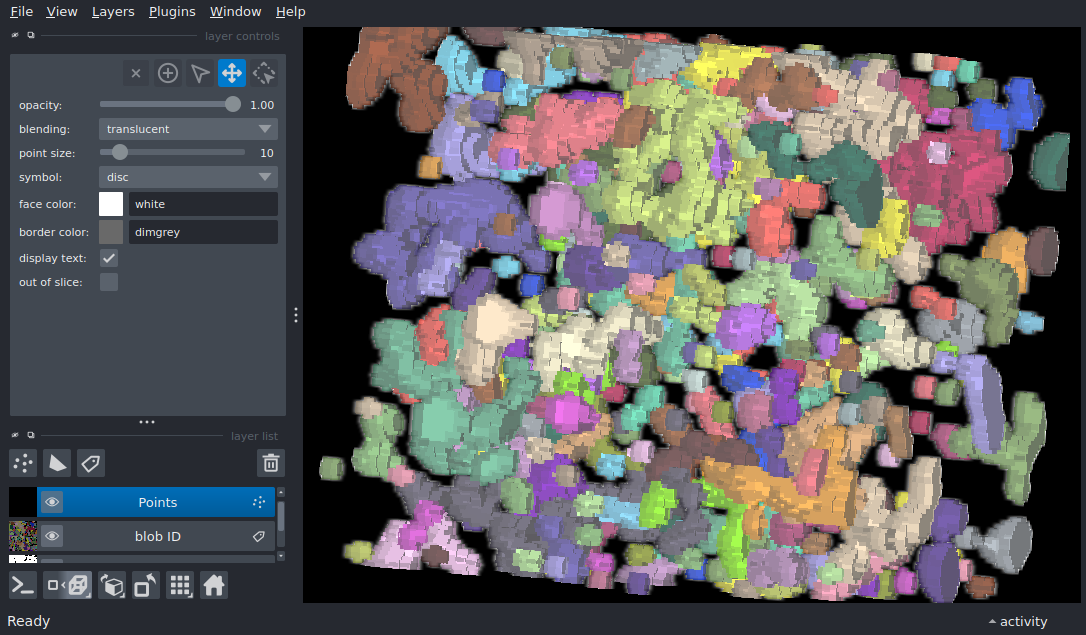 File View Layers Plugins Window Help
layer controls
opacity: 1.00
blending: translucent
point size: 10
symbol: disc
face color: white
border color: dimgrey
display text:
out of slice:
layer list
Points
blob ID
Ready
activity